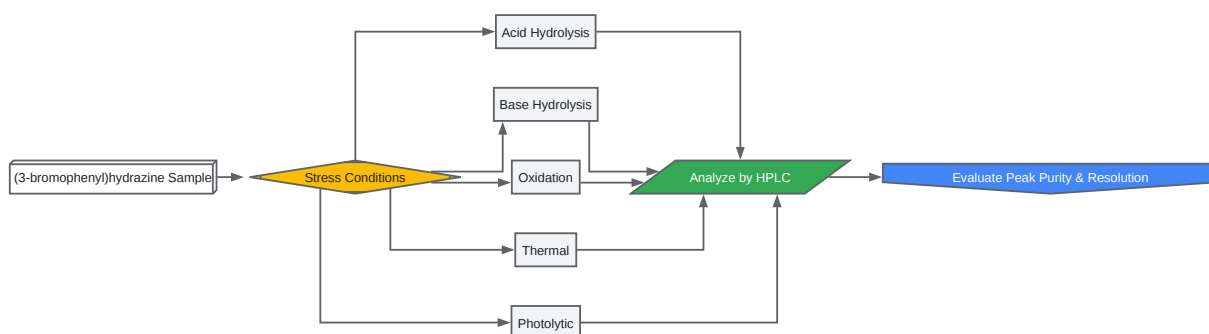 Acid Hydrolysis
Base Hydrolysis
(3-bromophenyl)hydrazine Sample
Stress Conditions
Oxidation
Analyze by HPLC
Evaluate Peak Purity & Resolution
Thermal
Photolytic